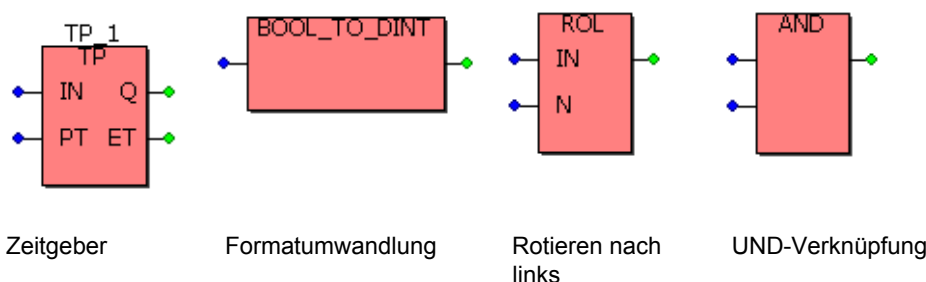 TP_1
TP
IN Q
PT ET
BOOL_TO_DINT
ROL
IN
N
AND
Zeitgeber
Formatumwandlung
Rotieren nach
links
UND-Verknüpfung